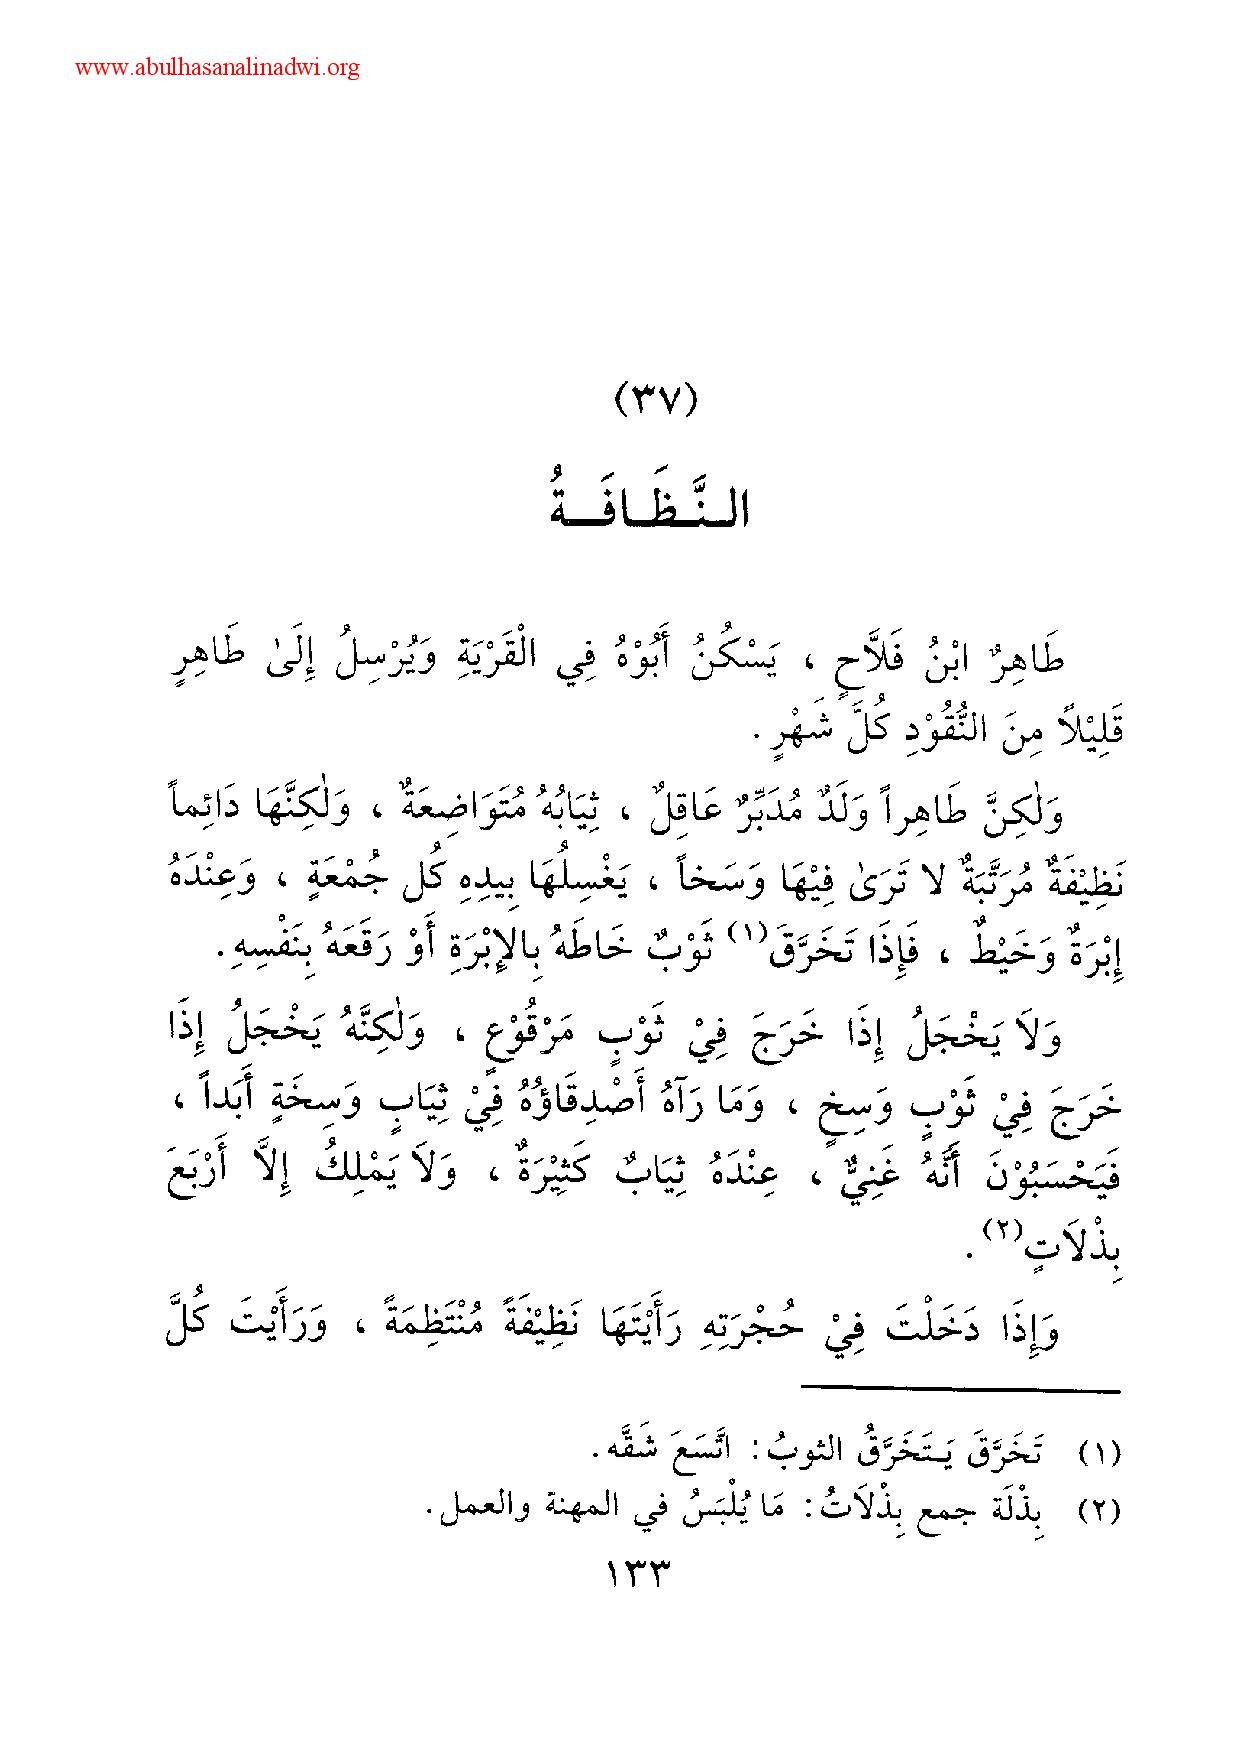 www.abulhasanalinadwi.org
(٣٧)
النَّظَافَةُ
طَاهِرٌ ابْنُ فَلَّاحٍ ، يَسْكُنُ أَبُوْهُ فِي الْقَرْيَةِ وَيُرْسِلُ إِلَىٰ طَاهِرٍ
قَلِيْلاً مِنَ النُّقُوْدِ كُلَّ شَهْرٍ .
وَلٰكِنَّ طَاهِراً وَلَدٌ مُدَبِّرٌ عَاقِلٌ ، ثِيَابُهُ مُتَوَاضِعَةٌ ، وَلٰكِنَّهَا دَائِماً
نَظِيْفَةٌ مُرَتَّبَةٌ لا تَرَىٰ فِيْهَا وَسَخاً ، يَغْسِلُهَا بِيدِهِ كُل جُمْعَةٍ ، وَعِنْدَهُ
إِبْرَةٌ وَخَيْطٌ ، فَإِذَا تَخَرَّقَ(١) ثَوْبٌ خَاطَهُ بِالإِبْرَةِ أَوْ رَقَعَهُ بِنَفْسِهِ .
وَلاَ يَخْجَلُ إِذَا خَرَجَ فِيْ ثَوْبٍ مَرْقُوْعٍ ، وَلٰكِنَّهُ يَخْجَلُ إِذَا
خَرَجَ فِيْ ثَوْبٍ وَسِخٍ ، وَمَا رَآهُ أَصْدِقَاؤُهُ فِيْ ثِيَابٍ وَسِخَةٍ أَبَداً ،
فَيَحْسَبُوْنَ أَنَّهُ غَنِيٌّ ، عِنْدَهُ ثِيَابٌ كَثِيْرَةٌ ، وَلاَ يَمْلِكُ إِلاَّ أَرْبَعَ
بِذْلاَتٍ(٢) .
وَإِذَا دَخَلْتَ فِيْ حُجْرَتِهِ رَأَيْتَهَا نَظِيْفَةً مُنْتَظِمَةً ، وَرَأَيْتَ كُلَّ
(١) تَخَرَّقَ يَتَخَرَّقُ الثوبُ : اتَّسَعَ شَقَّه .
(٢) بِذْلَة جمع بِذْلاَتُ : مَا يُلْبَسُ في المهنة والعمل .
١٣٣